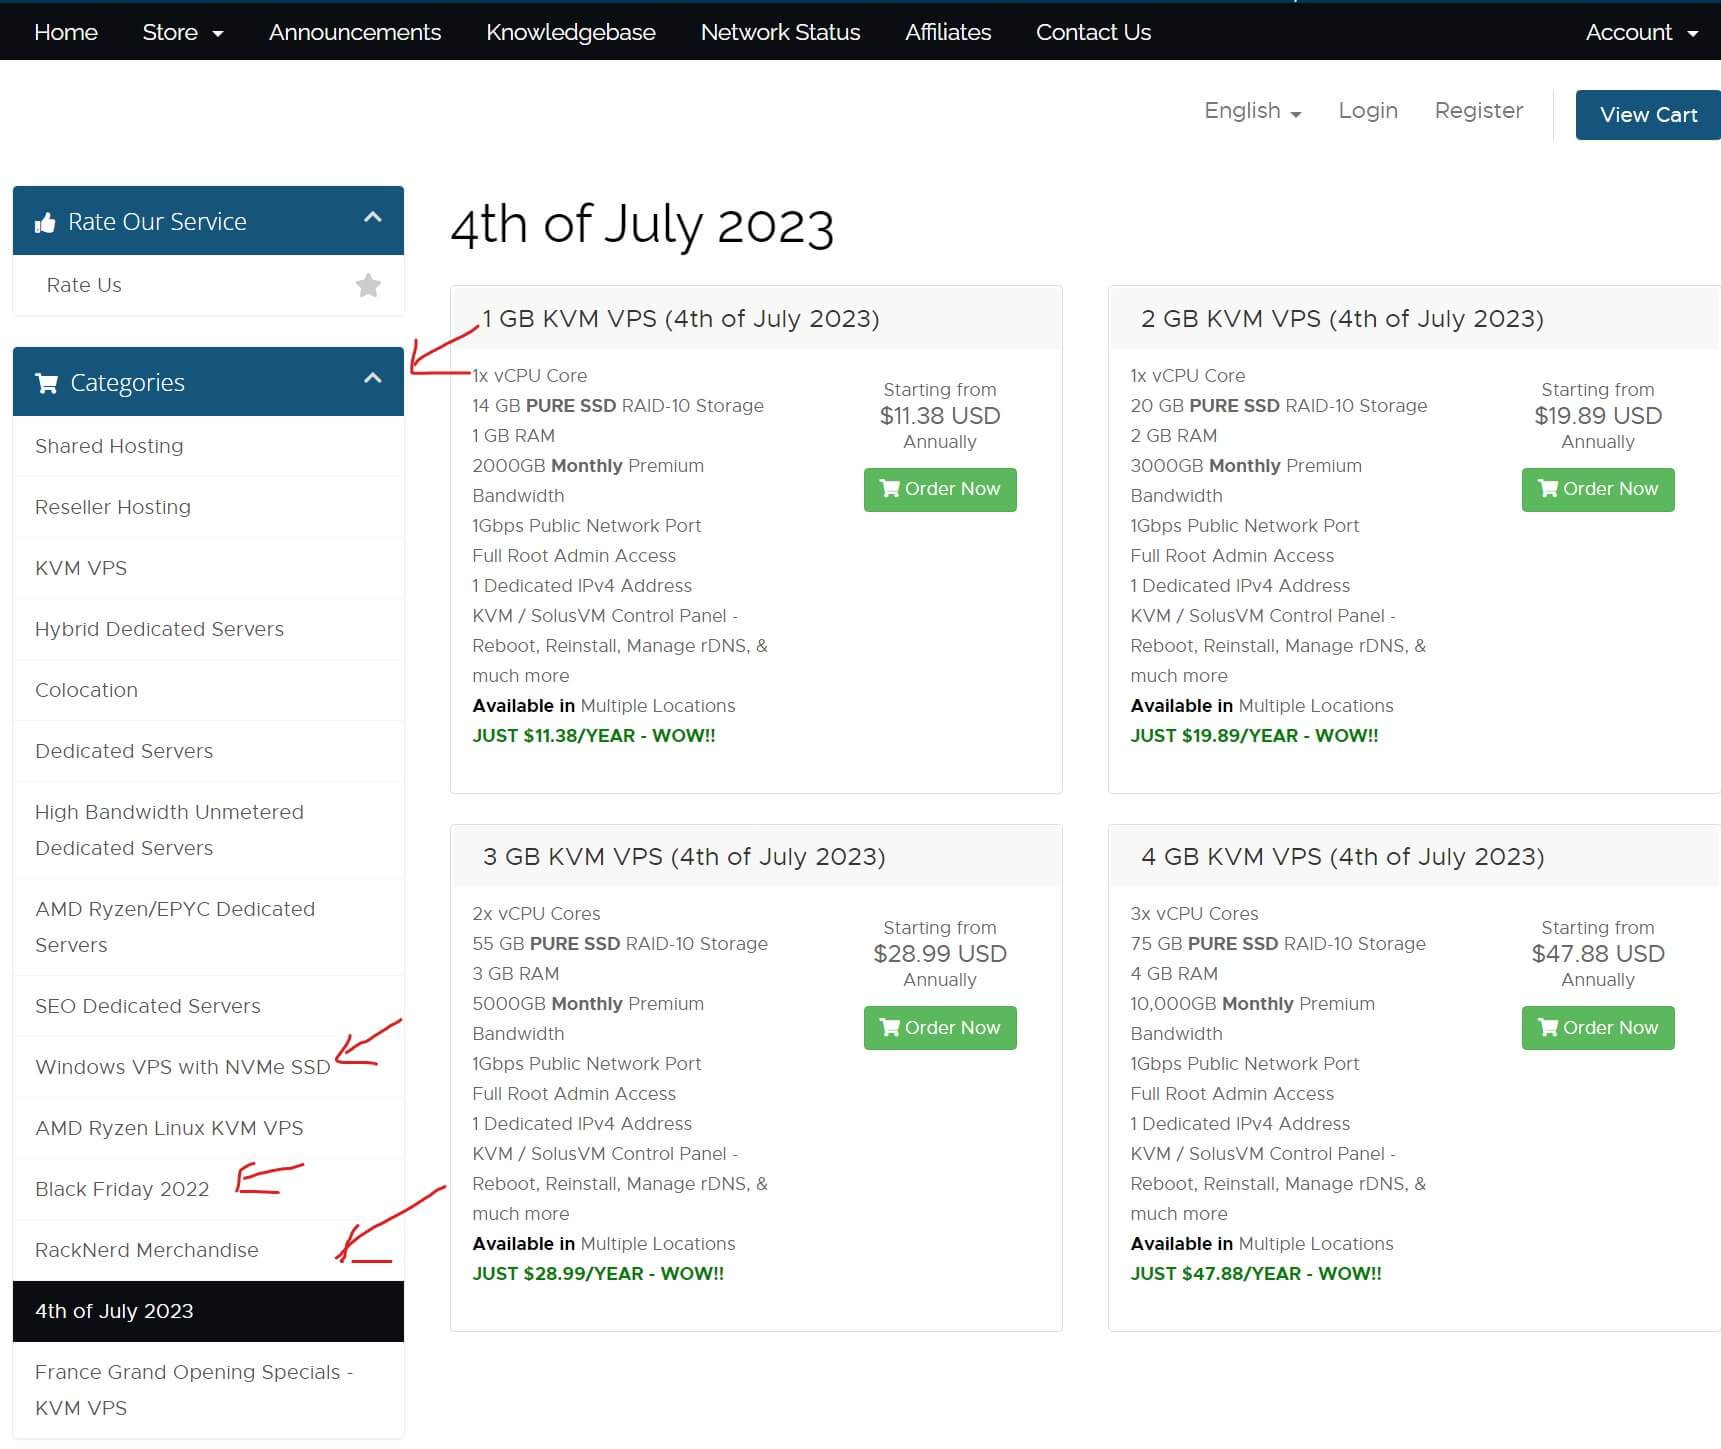 Home Store Announcements Knowledgebase Network Status Affiliates Contact Us Account
English Login Register View Cart
Rate Our Service
Rate Us
Categories
Shared Hosting
Reseller Hosting
KVM VPS
Hybrid Dedicated Servers
Colocation
Dedicated Servers
High Bandwidth Unmetered
Dedicated Servers
AMD Ryzen/EPYC Dedicated
Servers
SEO Dedicated Servers
Windows VPS with NVMe SSD
AMD Ryzen Linux KVM VPS
Black Friday 2022
RackNerd Merchandise
4th of July 2023
France Grand Opening Specials -
KVM VPS
4th of July 2023
1 GB KVM VPS (4th of July 2023)
1x vCPU Core
14 GB PURE SSD RAID-10 Storage
1 GB RAM
2000GB Monthly Premium
Bandwidth
1Gbps Public Network Port
Full Root Admin Access
1 Dedicated IPv4 Address
KVM / SolusVM Control Panel -
Reboot, Reinstall, Manage rDNS, &
much more
Available in Multiple Locations
JUST $11.38/YEAR - WOW!!
Starting from
$11.38 USD
Annually
Order Now
2 GB KVM VPS (4th of July 2023)
1x vCPU Core
20 GB PURE SSD RAID-10 Storage
2 GB RAM
3000GB Monthly Premium
Bandwidth
1Gbps Public Network Port
Full Root Admin Access
1 Dedicated IPv4 Address
KVM / SolusVM Control Panel -
Reboot, Reinstall, Manage rDNS, &
much more
Available in Multiple Locations
JUST $19.89/YEAR - WOW!!
Starting from
$19.89 USD
Annually
Order Now
3 GB KVM VPS (4th of July 2023)
2x vCPU Cores
55 GB PURE SSD RAID-10 Storage
3 GB RAM
5000GB Monthly Premium
Bandwidth
1Gbps Public Network Port
Full Root Admin Access
1 Dedicated IPv4 Address
KVM / SolusVM Control Panel -
Reboot, Reinstall, Manage rDNS, &
much more
Available in Multiple Locations
JUST $28.99/YEAR - WOW!!
Starting from
$28.99 USD
Annually
Order Now
4 GB KVM VPS (4th of July 2023)
3x vCPU Cores
75 GB PURE SSD RAID-10 Storage
4 GB RAM
10,000GB Monthly Premium
Bandwidth
1Gbps Public Network Port
Full Root Admin Access
1 Dedicated IPv4 Address
KVM / SolusVM Control Panel -
Reboot, Reinstall, Manage rDNS, &
much more
Available in Multiple Locations
JUST $47.88/YEAR - WOW!!
Starting from
$47.88 USD
Annually
Order Now